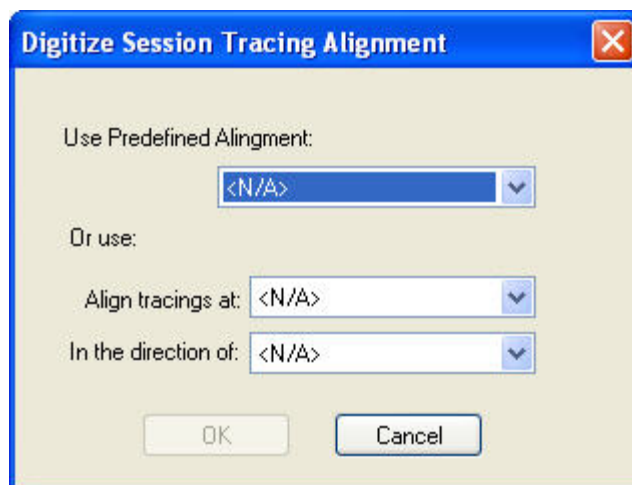 Digitize Session Tracing Alignment
Use Predefined Alingment:
<N/A>
Or use:
Align tracings at: <N/A>
In the direction of: <N/A>
OK Cancel